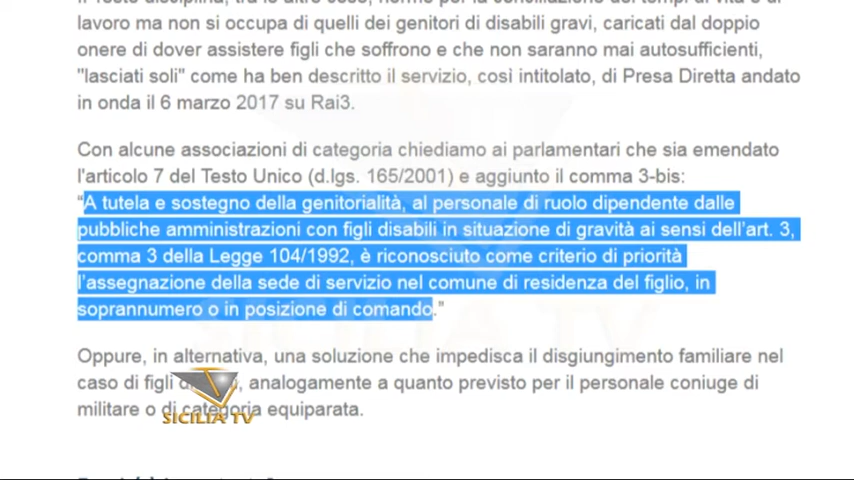 lavoro ma non si occupa di quelli dei genitori di disabili gravi, caricati dal doppio
onere di dover assistere figli che soffrono e che non saranno mai autosufficienti,
"lasciati soli" come ha ben descritto il servizio, così intitolato, di Presa Diretta andato
in onda il 6 marzo 2017 su Rai3.
Con alcune associazioni di categoria chiediamo ai parlamentari che sia emendato
l'articolo 7 del Testo Unico (d.lgs. 165/2001) e aggiunto il comma 3-bis:
“A tutela e sostegno della genitorialità, al personale di ruolo dipendente dalle
pubbliche amministrazioni con figli disabili in situazione di gravità ai sensi dell'art. 3,
comma 3 della Legge 104/1992, è riconosciuto come criterio di priorità
l'assegnazione della sede di servizio nel comune di residenza del figlio, in
soprannumero o in posizione di comando.”
SICILIA TV
Oppure, in alternativa, una soluzione che impedisca il disgiungimento familiare nel
caso di figli , analogamente a quanto previsto per il personale coniuge di
militare o di categoria equiparata.
SICILIA TV